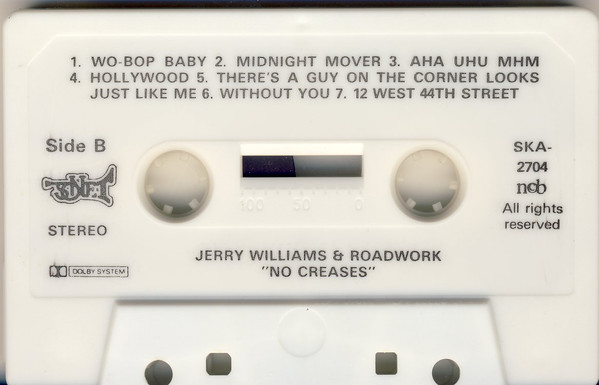 1. WO-BOP BABY 2. MIDNIGHT MOVER 3. AHA UHU MHM
4. HOLLYWOOD 5. THERE'S A GUY ON THE CORNER LOOKS
JUST LIKE ME 6. WITHOUT YOU 7. 12 WEST 44TH STREET
Side B
STEREO
DOLBY SYSTEM
100 50 0
SKA-
2704
ncb
All rights
reserved
JERRY WILLIAMS & ROADWORK
"NO CREASES"